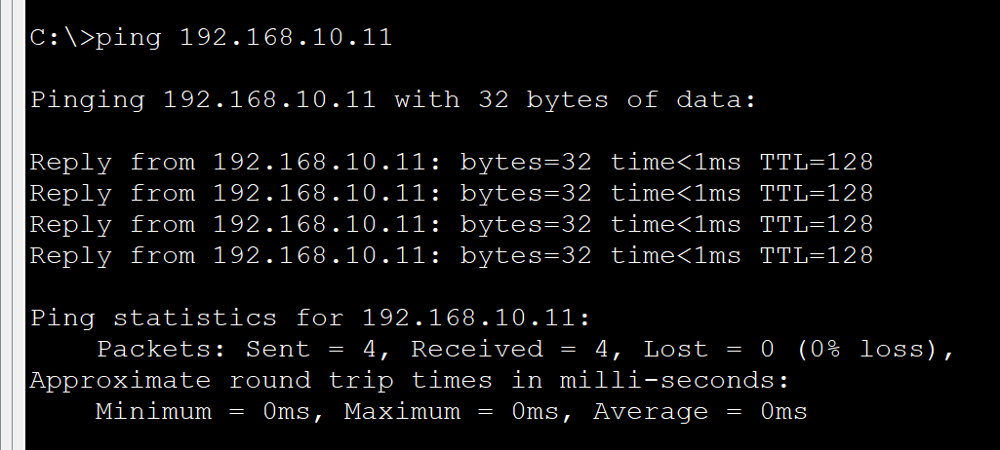 C:\>ping 192.168.10.11
Pinging 192.168.10.11 with 32 bytes of data:
Reply from 192.168.10.11: bytes=32 time<1ms TTL=128
Reply from 192.168.10.11: bytes=32 time<1ms TTL=128
Reply from 192.168.10.11: bytes=32 time<1ms TTL=128
Reply from 192.168.10.11: bytes=32 time<1ms TTL=128
Ping statistics for 192.168.10.11:
    Packets: Sent = 4, Received = 4, Lost = 0 (0% loss),
Approximate round trip times in milli-seconds:
    Minimum = 0ms, Maximum = 0ms, Average = 0ms